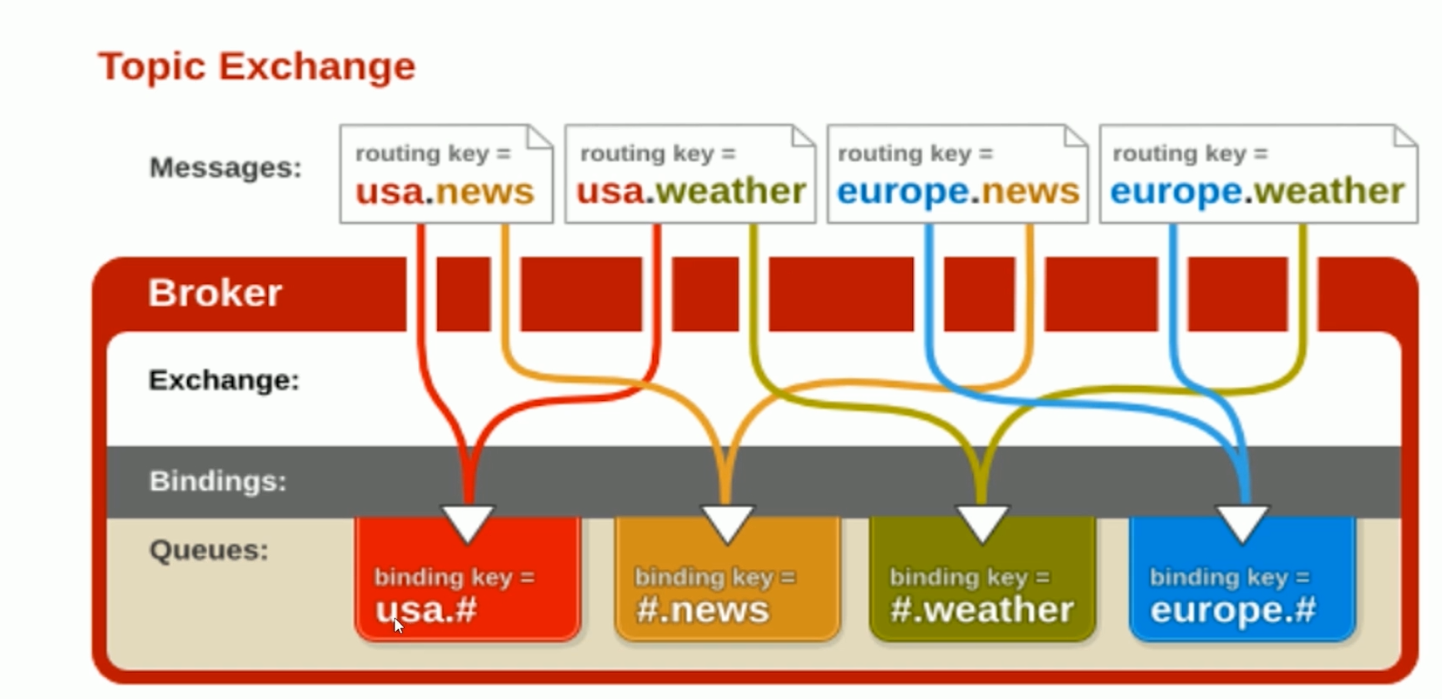 Topic Exchange
Messages:
routing key =
usa.news
routing key =
usa.weather
routing key =
europe.news
routing key =
europe.weather
Broker
Exchange:
Bindings:
Queues:
binding key =
usa.#
binding key =
#.news
binding key =
#.weather
binding key =
europe.#